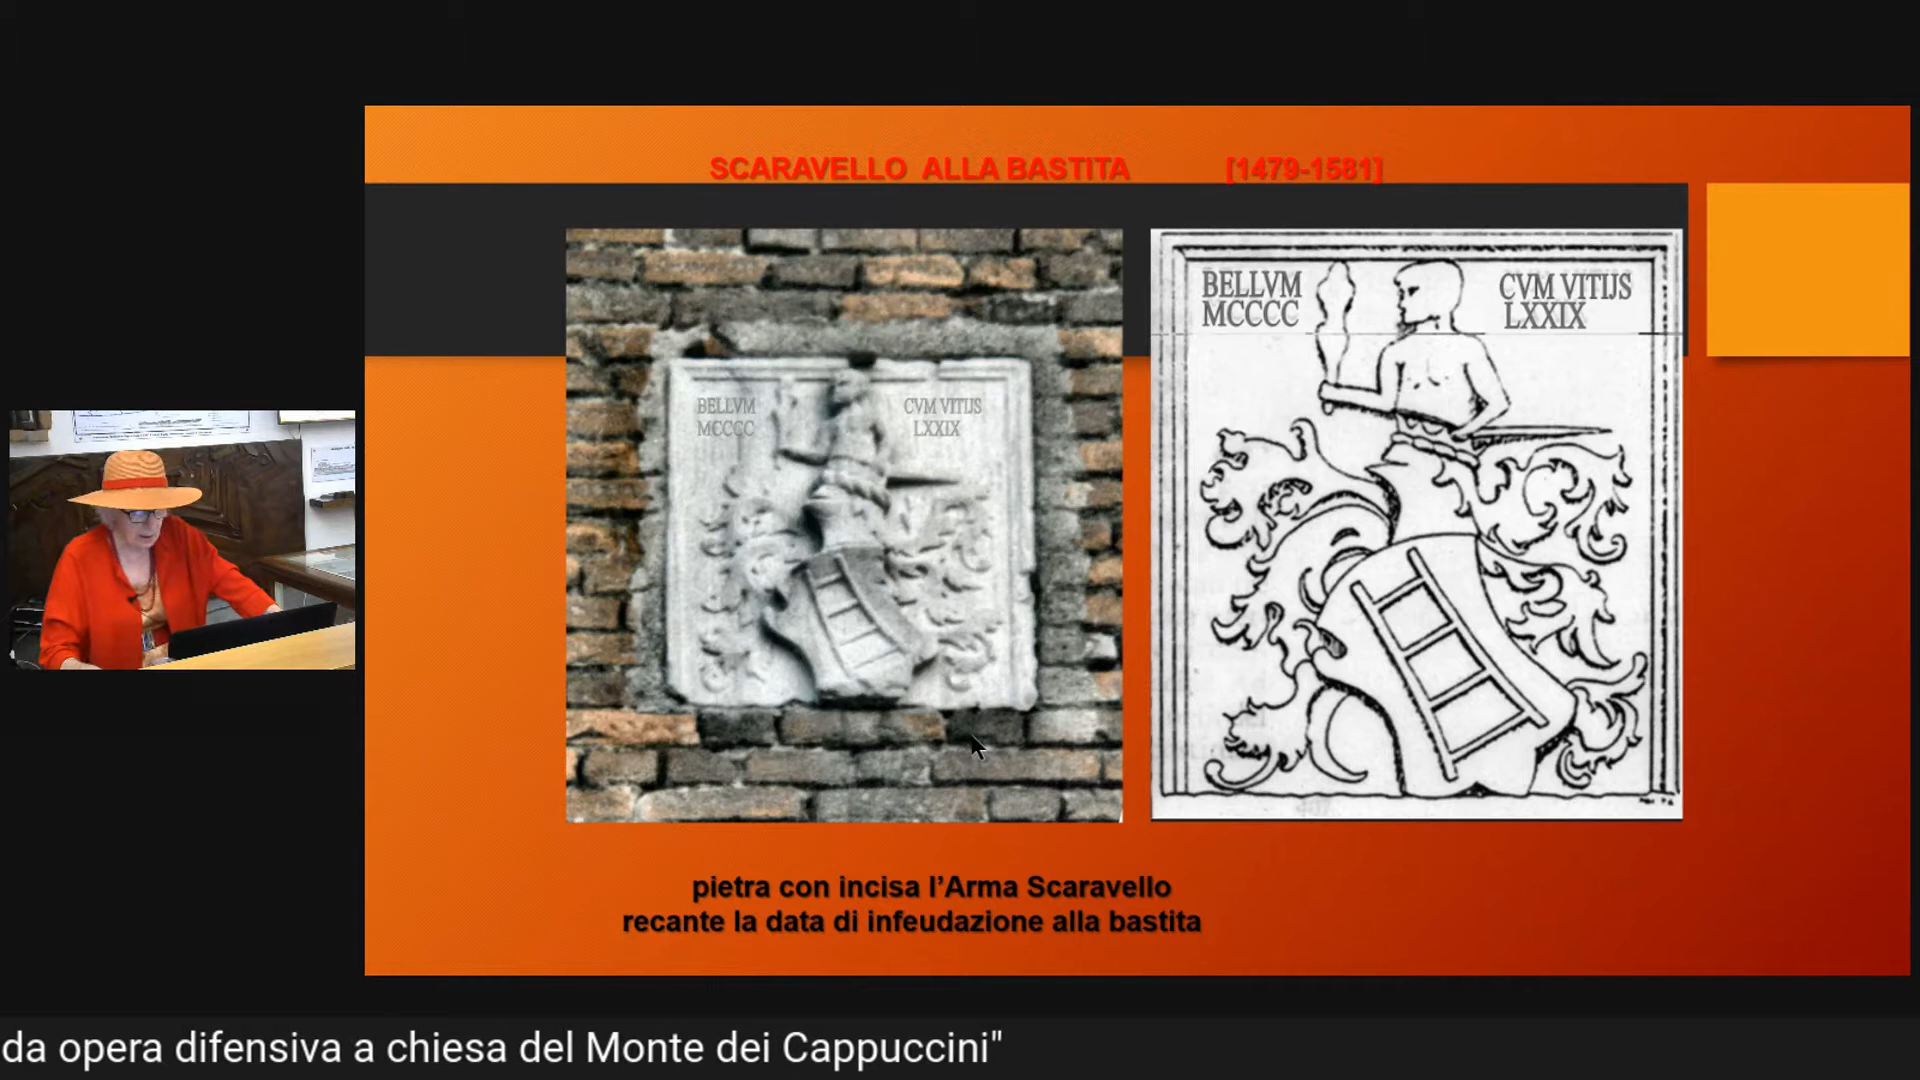 SCARAVELLO ALLA BASTITA [1479-1581]
BELLVM CVM VITIJS
MCCCC LXXIX
BELLVM CVM VITIJS
MCCCC LXXIX
pietra con incisa l'Arma Scaravello
recante la data di infeudazione alla bastita
da opera difensiva a chiesa del Monte dei Cappuccini"